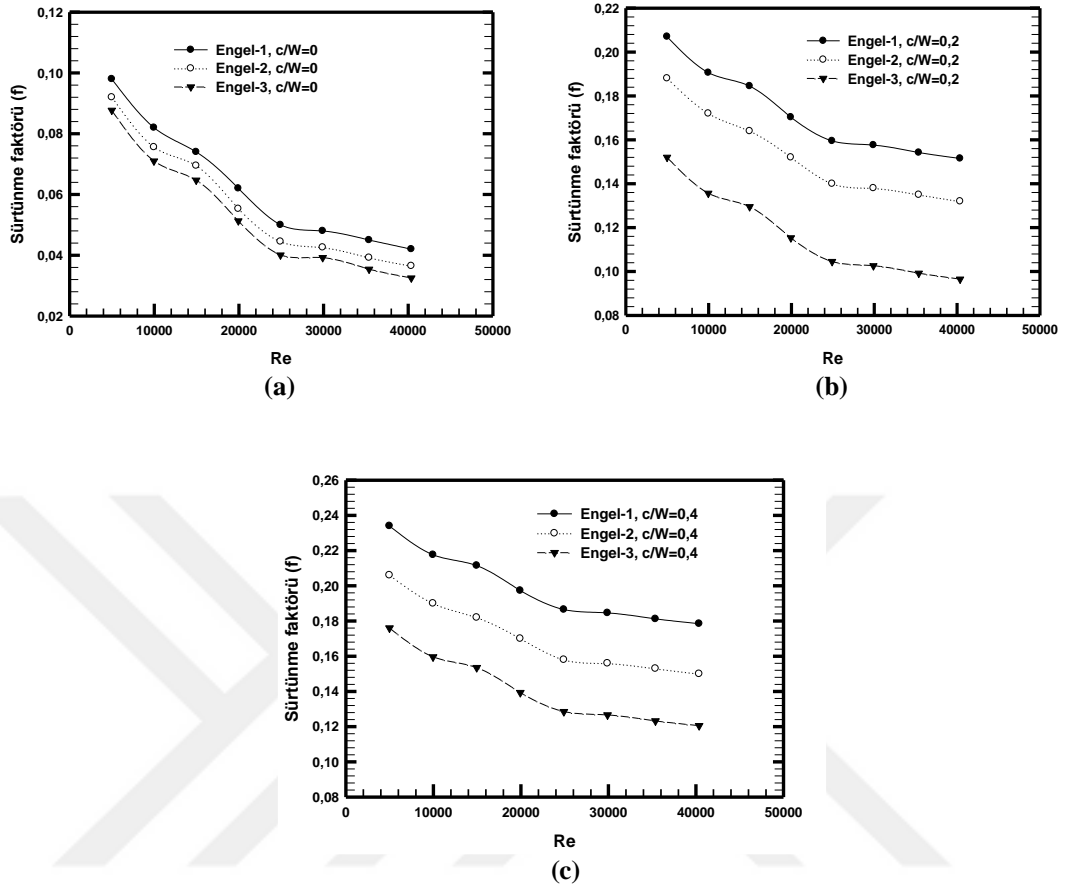 0,12
0,10
0,08
0,06
0,04
0,02
Sürtünme faktörü (f)
Engel-1, c/W=0
Engel-2, c/W=0
Engel-3, c/W=0
0 10000 20000 30000 40000 50000
Re
(a)
0,22
0,20
0,18
0,16
0,14
0,12
0,10
0,08
Sürtünme faktörü (f)
Engel-1, c/W=0,2
Engel-2, c/W=0,2
Engel-3, c/W=0,2
0 10000 20000 30000 40000 50000
Re
(b)
0,26
0,24
0,22
0,20
0,18
0,16
0,14
0,12
0,10
0,08
Sürtünme faktörü (f)
Engel-1, c/W=0,4
Engel-2, c/W=0,4
Engel-3, c/W=0,4
0 10000 20000 30000 40000 50000
Re
(c)